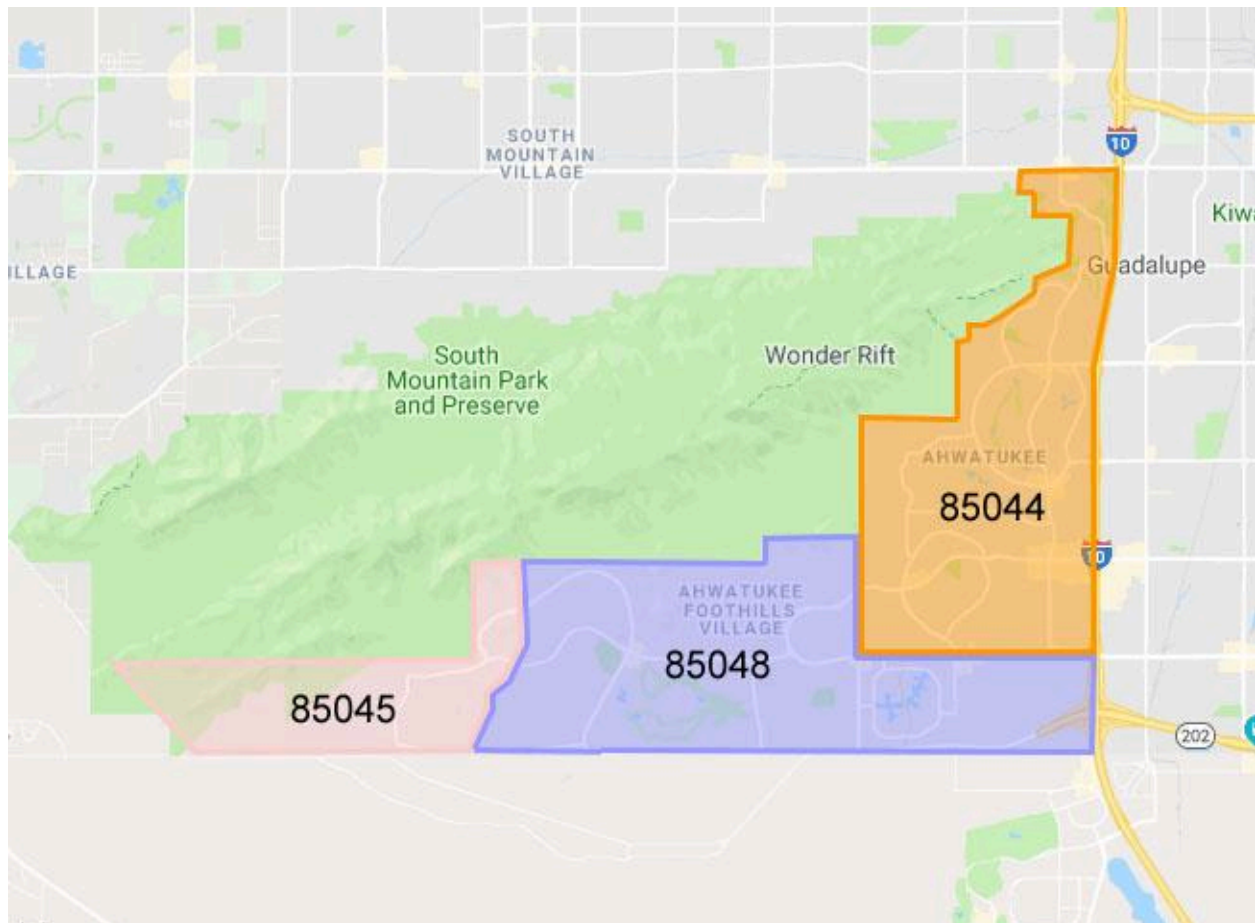 SOUTH
MOUNTAIN
VILLAGE
10
Kiwa
ILLAGE
Guadalupe
South
Mountain Park
and Preserve
Wonder Rift
AHWATUKEE
85044
10
AHWATUKEE
FOOTHILLS
VILLAGE
85048
85045
202